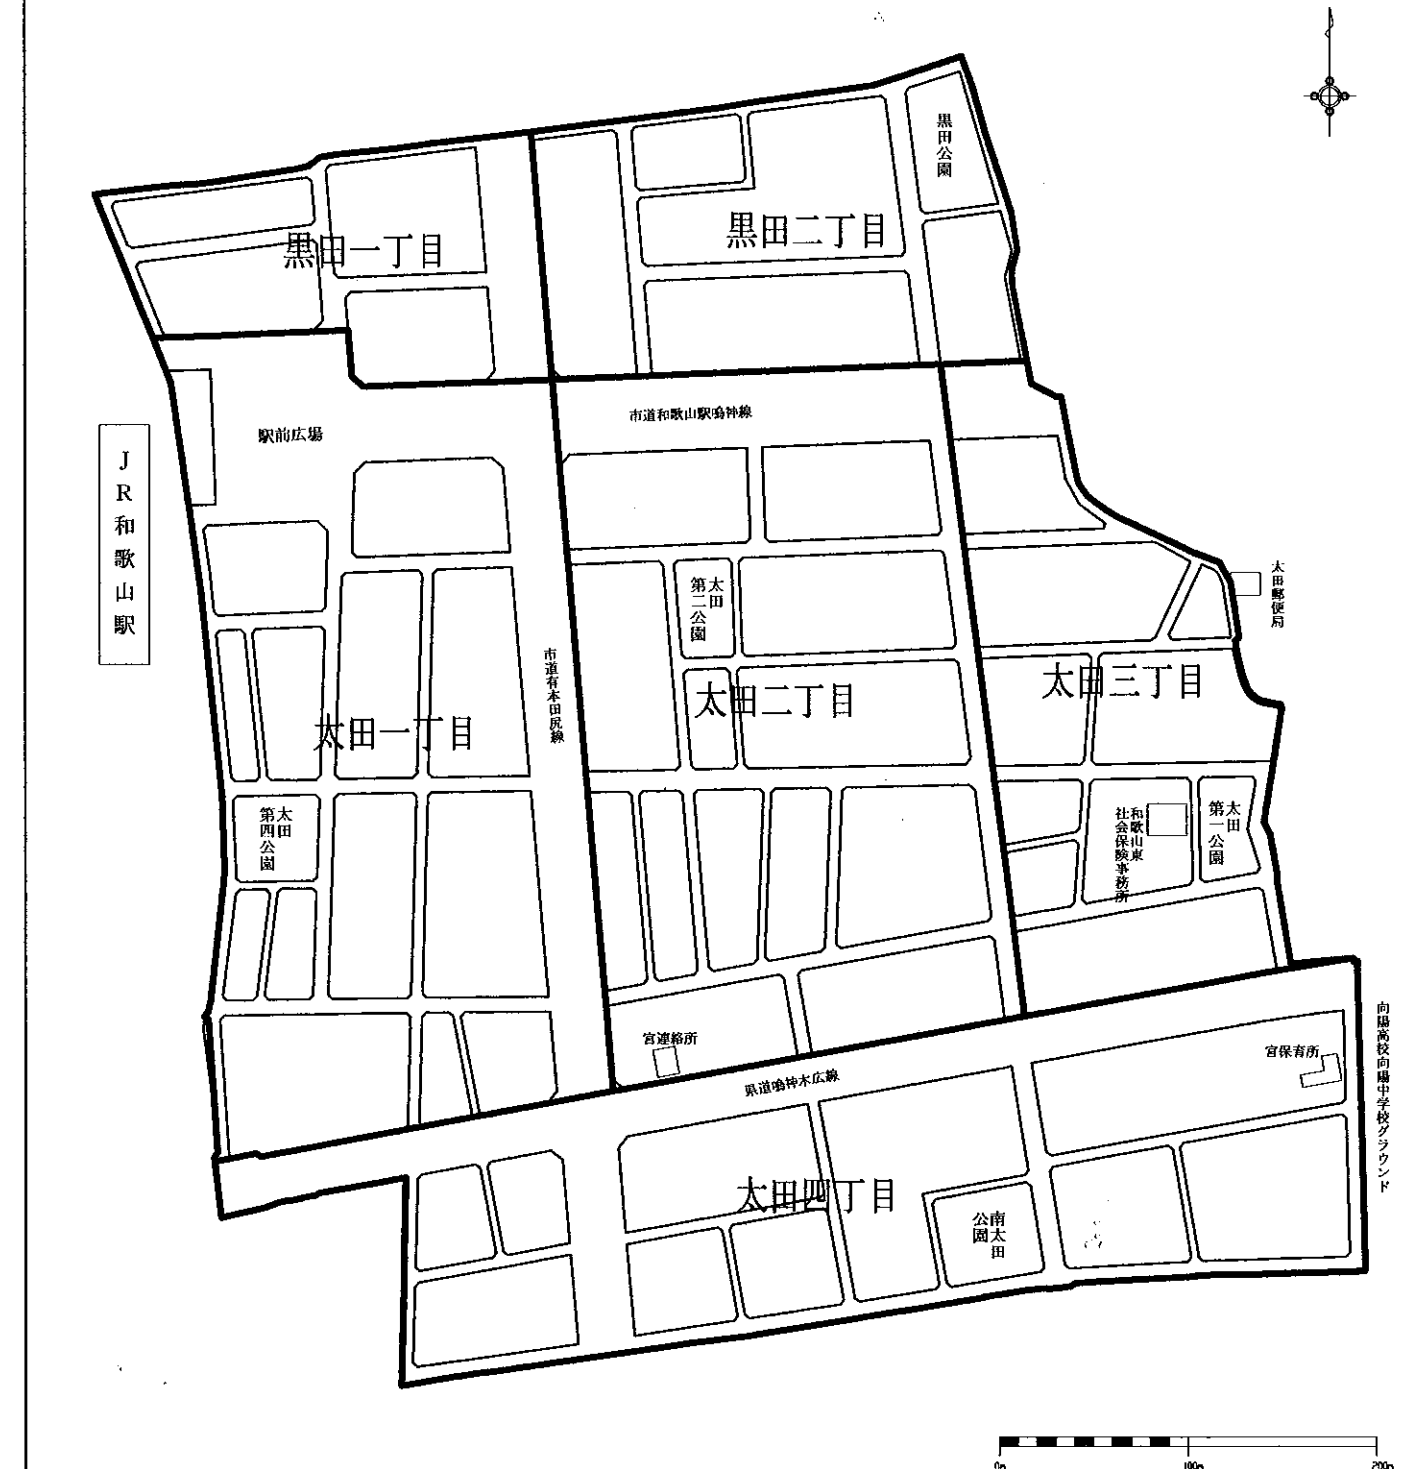 黒田公園
黒田一丁目
黒田二丁目
駅前広場
市道和歌山駅鳴神線
JR和歌山駅
太田
第二公園
太田郵便局
市道有本田尻線
太田一丁目
太田二丁目
太田三丁目
太田
第四公園
和歌山東
社会保険事務所
太田
第一公園
宮連絡所
県道鳴神木広線
宮保育所
向陽高校向陽中学校グラウンド
太田四丁目
南太田
公園
0m
100m
200m